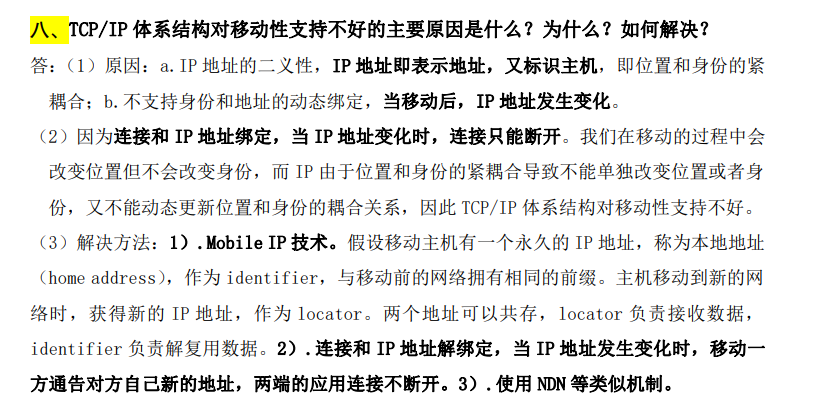 八、TCP/IP 体系结构对移动性支持不好的主要原因是什么？为什么？如何解决？
答：（1）原因：a.IP 地址的二义性，IP 地址即表示地址，又标识主机，即位置和身份的紧
耦合；b.不支持身份和地址的动态绑定，当移动后，IP 地址发生变化。
（2）因为连接和 IP 地址绑定，当 IP 地址变化时，连接只能断开。我们在移动的过程中会
改变位置但不会改变身份，而 IP 由于位置和身份的紧耦合导致不能单独改变位置或者身
份，又不能动态更新位置和身份的耦合关系，因此 TCP/IP 体系结构对移动性支持不好。
（3）解决方法：1）.Mobile IP 技术。假设移动主机有一个永久的 IP 地址，称为本地地址
（home address），作为 identifier，与移动前的网络拥有相同的前缀。主机移动到新的网
络时，获得新的 IP 地址，作为 locator。两个地址可以共存，locator 负责接收数据，
identifier 负责解复用数据。2）.连接和 IP 地址解绑定，当 IP 地址发生变化时，移动一
方通告对方自己新的地址，两端的应用连接不断开。3）.使用 NDN 等类似机制。